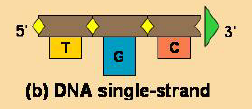 5' 3'
T G C
(b) DNA single-strand